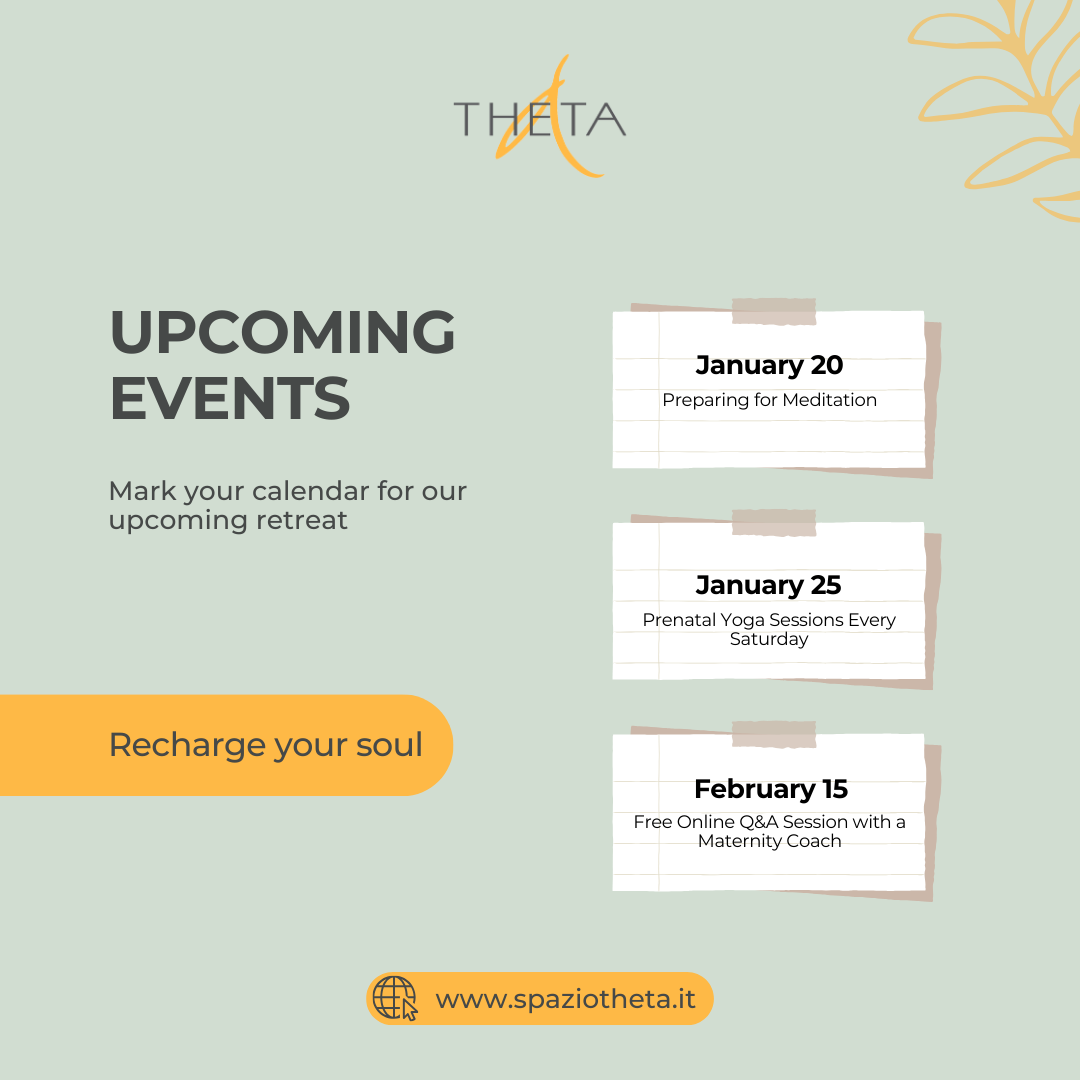 THETA
UPCOMING
EVENTS
Mark your calendar for our
upcoming retreat
Recharge your soul
January 20
Preparing for Meditation
January 25
Prenatal Yoga Sessions Every
Saturday
February 15
Free Online Q&A Session with a
Maternity Coach
www.spaziotheta.it